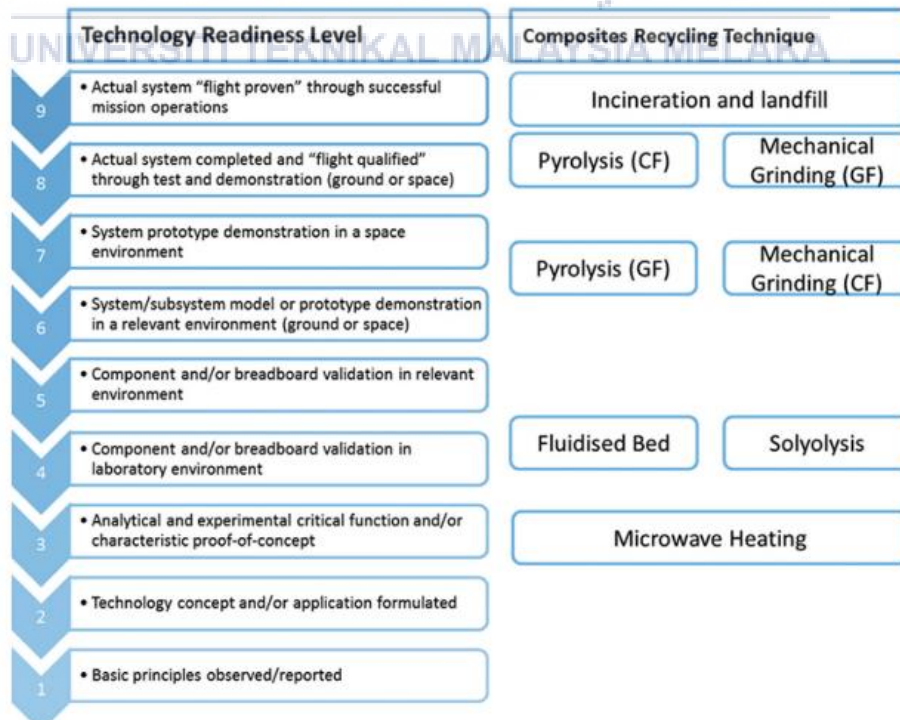 UNIVERSITI TEKNIKAL MALAYSIA MELAKA
Technology Readiness Level
Composites Recycling Technique
9
• Actual system “flight proven” through successful
mission operations
Incineration and landfill
8
• Actual system completed and “flight qualified”
through test and demonstration (ground or space)
Pyrolysis (CF)
Mechanical
Grinding (GF)
7
• System prototype demonstration in a space
environment
Pyrolysis (GF)
Mechanical
Grinding (CF)
6
• System/subsystem model or prototype demonstration
in a relevant environment (ground or space)
5
• Component and/or breadboard validation in relevant
environment
4
• Component and/or breadboard validation in
laboratory environment
Fluidised Bed
Solyolysis
3
• Analytical and experimental critical function and/or
characteristic proof-of-concept
Microwave Heating
2
• Technology concept and/or application formulated
1
• Basic principles observed/reported